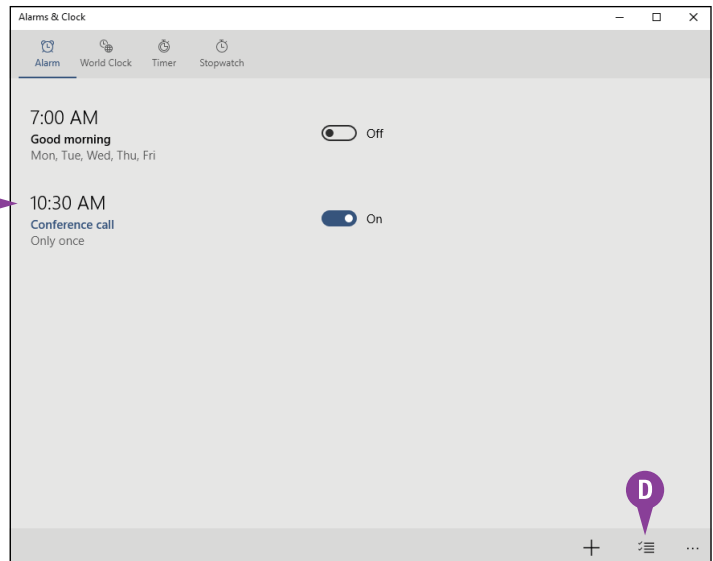 Alarms & Clock
Alarm World Clock Timer Stopwatch
7:00 AM
Good morning
Off
Mon, Tue, Wed, Thu, Fri
10:30 AM
Conference call
On
Only once
D